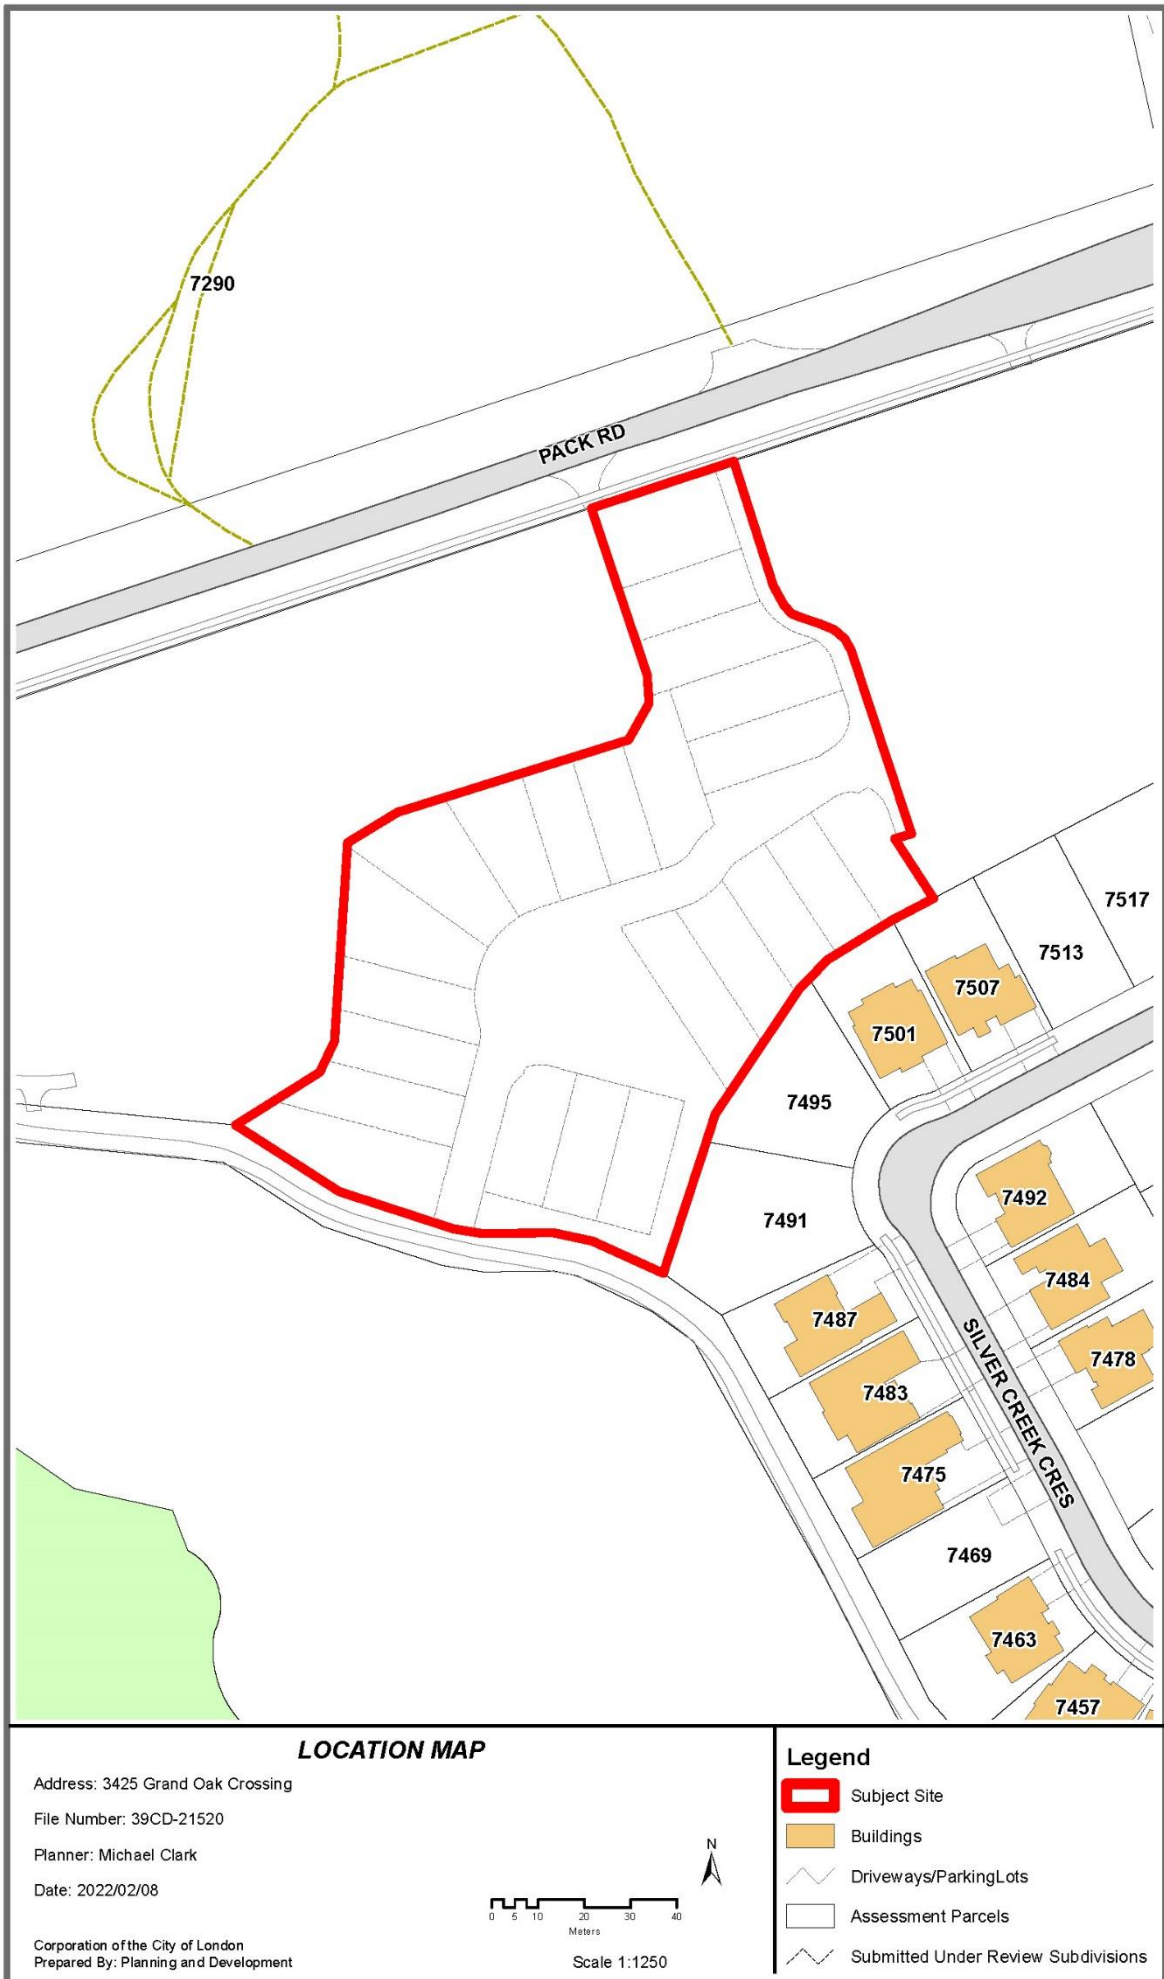 7290
PACK RD
7517
7513
7507
7501
7495
7492
7491
7484
7487
7478
7483
SILVER CREEK CRES
7475
7469
7463
7457
LOCATION MAP
Address: 3425 Grand Oak Crossing
File Number: 39CD-21520
Planner: Michael Clark
Date: 2022/02/08
Corporation of the City of London
Prepared By: Planning and Development
N
0 5 10 20 30 40
Meters
Scale 1:1250
Legend
Subject Site
Buildings
Driveways/ParkingLots
Assessment Parcels
Submitted Under Review Subdivisions